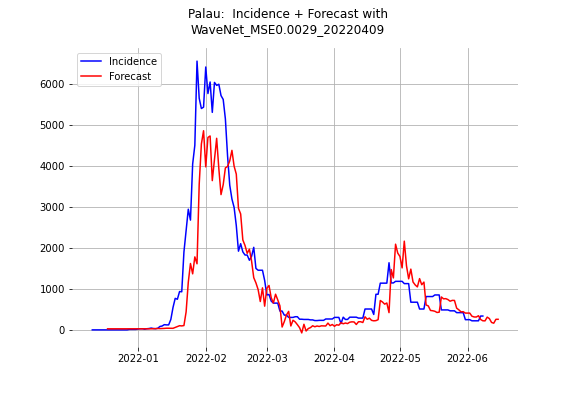 Palau:  Incidence + Forecast with
WaveNet_MSE0.0029_20220409
Incidence
Forecast
6000
5000
4000
3000
2000
1000
0
2022-01 2022-02 2022-03 2022-04 2022-05 2022-06